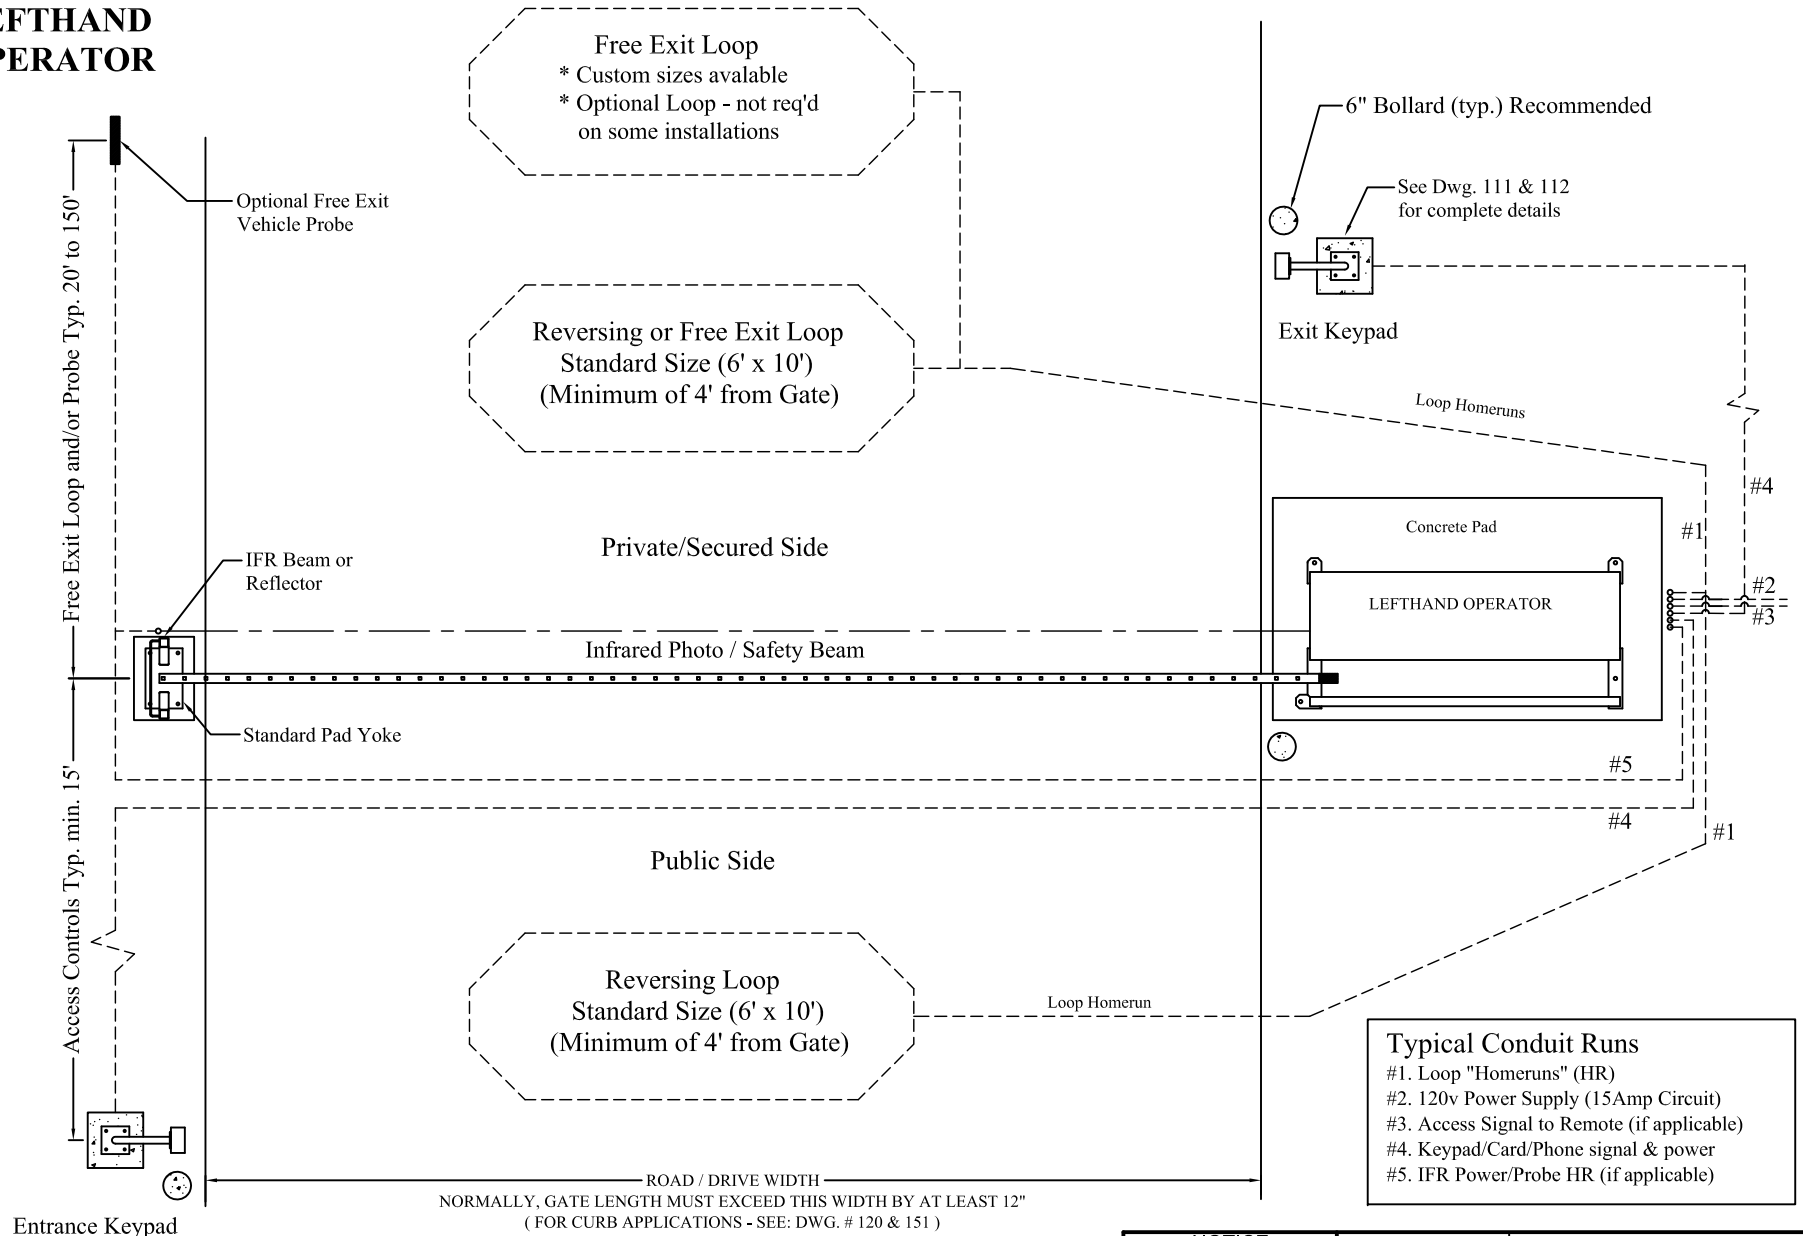 EFTHAND
PERATOR
Free Exit Loop
* Custom sizes avalable
* Optional Loop - not req'd
on some installations
6" Bollard (typ.) Recommended
See Dwg. 111 & 112
for complete details
Optional Free Exit
Vehicle Probe
Free Exit Loop and/or Probe Typ. 20' to 150'
Reversing or Free Exit Loop
Standard Size (6' x 10')
(Minimum of 4' from Gate)
Exit Keypad
Loop Homeruns
#4
#1
Concrete Pad
Private/Secured Side
IFR Beam or
Reflector
LEFTHAND OPERATOR
#2
#3
Infrared Photo / Safety Beam
Standard Pad Yoke
#5
#4
#1
Access Controls Typ. min. 15'
Public Side
Reversing Loop
Standard Size (6' x 10')
(Minimum of 4' from Gate)
Loop Homerun
Typical Conduit Runs
#1. Loop "Homeruns" (HR)
#2. 120v Power Supply (15Amp Circuit)
#3. Access Signal to Remote (if applicable)
#4. Keypad/Card/Phone signal & power
#5. IFR Power/Probe HR (if applicable)
ROAD / DRIVE WIDTH
NORMALLY, GATE LENGTH MUST EXCEED THIS WIDTH BY AT LEAST 12"
( FOR CURB APPLICATIONS - SEE: DWG. # 120 & 151 )
Entrance Keypad